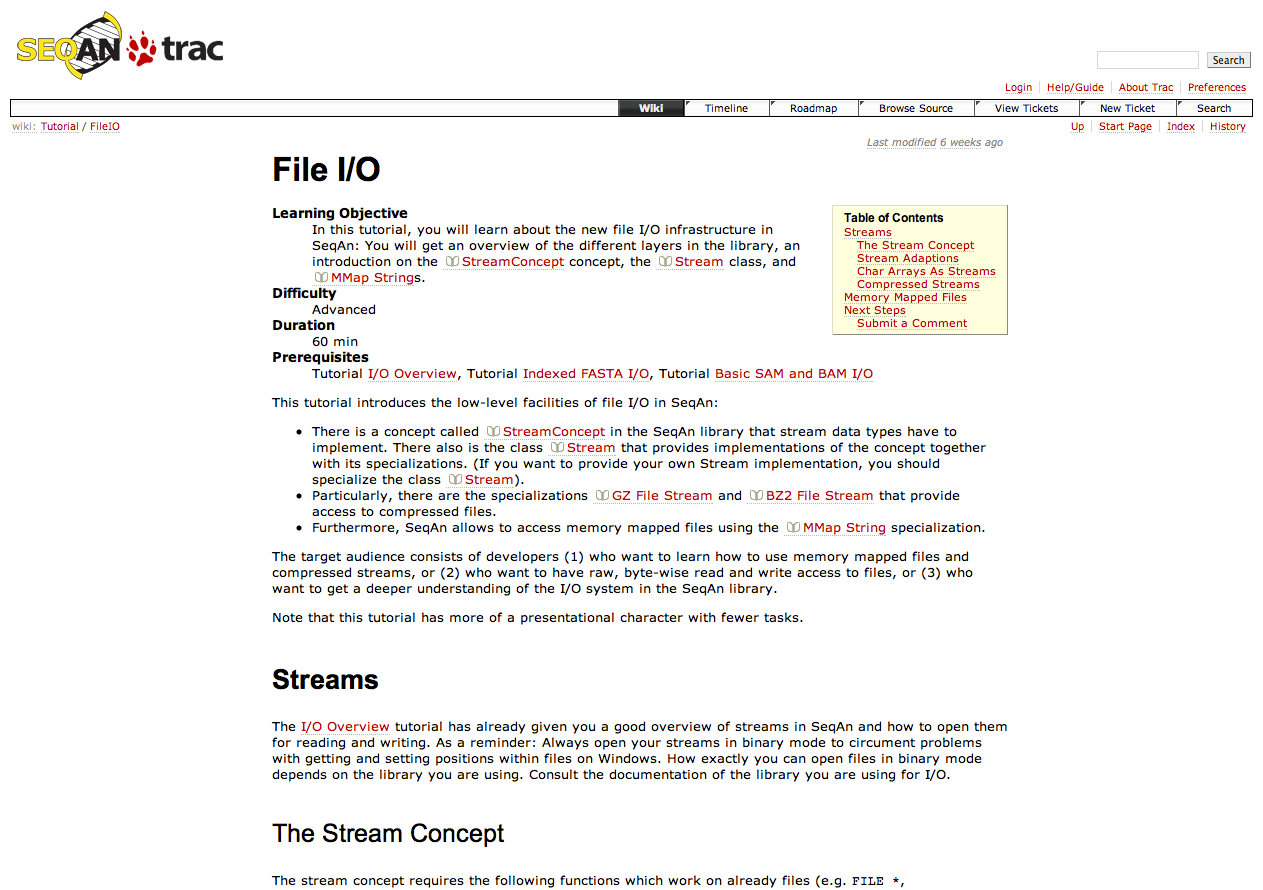 SEQAN trac
Search
Login Help/Guide About Trac Preferences
Wiki Timeline Roadmap Browse Source View Tickets New Ticket Search
wiki: Tutorial / FileIO
Up Start Page Index History
Last modified 6 weeks ago
File I/O
Learning Objective
In this tutorial, you will learn about the new file I/O infrastructure in
SeqAn: You will get an overview of the different layers in the library, an
introduction on the StreamConcept concept, the Stream class, and
MMap Strings.
Difficulty
Advanced
Duration
60 min
Prerequisites
Tutorial I/O Overview, Tutorial Indexed FASTA I/O, Tutorial Basic SAM and BAM I/O
Table of Contents
Streams
The Stream Concept
Stream Adaptions
Char Arrays As Streams
Compressed Streams
Memory Mapped Files
Next Steps
Submit a Comment
This tutorial introduces the low-level facilities of file I/O in SeqAn:
• There is a concept called StreamConcept in the SeqAn library that stream data types have to
implement. There also is the class Stream that provides implementations of the concept together
with its specializations. (If you want to provide your own Stream implementation, you should
specialize the class Stream).
• Particularly, there are the specializations GZ File Stream and BZ2 File Stream that provide
access to compressed files.
• Furthermore, SeqAn allows to access memory mapped files using the MMap String specialization.
The target audience consists of developers (1) who want to learn how to use memory mapped files and
compressed streams, or (2) who want to have raw, byte-wise read and write access to files, or (3) who
want to get a deeper understanding of the I/O system in the SeqAn library.
Note that this tutorial has more of a presentational character with fewer tasks.
Streams
The I/O Overview tutorial has already given you a good overview of streams in SeqAn and how to open them
for reading and writing. As a reminder: Always open your streams in binary mode to circument problems
with getting and setting positions within files on Windows. How exactly you can open files in binary mode
depends on the library you are using. Consult the documentation of the library you are using for I/O.
The Stream Concept
The stream concept requires the following functions which work on already files (e.g. FILE *,